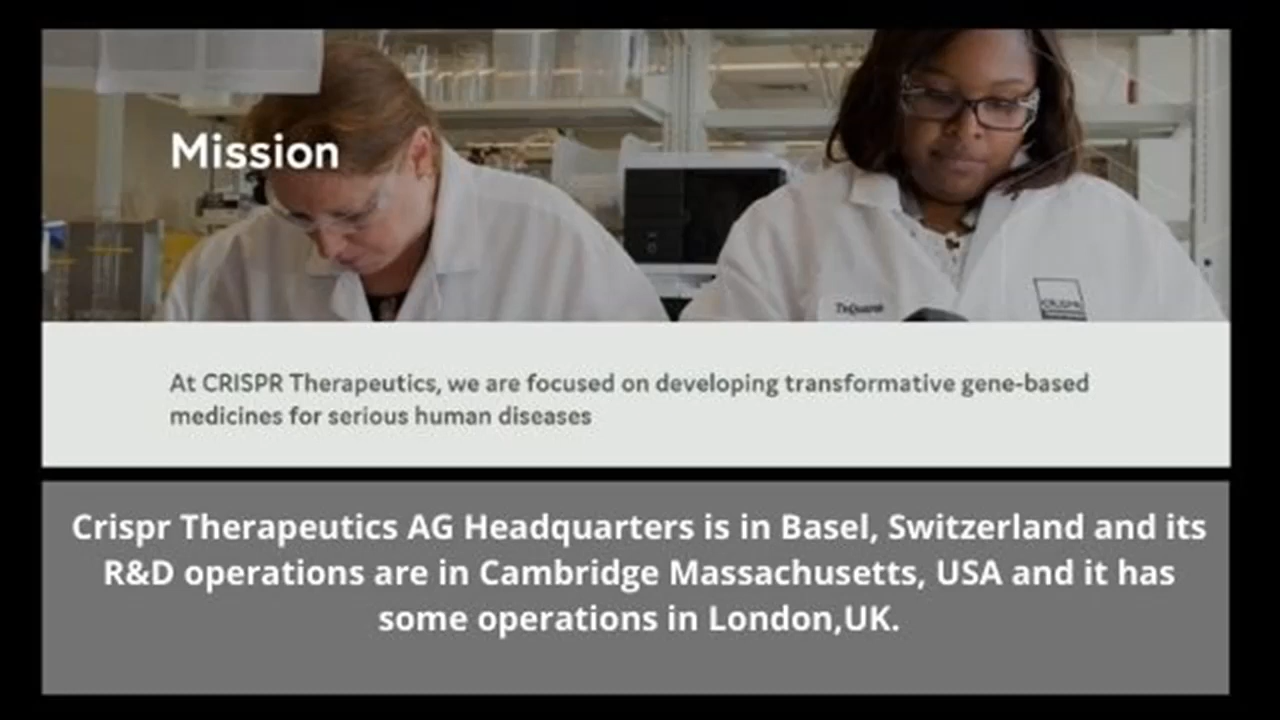 Mission
CRISPR
At CRISPR Therapeutics, we are focused on developing transformative gene-based
medicines for serious human diseases
Crispr Therapeutics AG Headquarters is in Basel, Switzerland and its
R&D operations are in Cambridge Massachusetts, USA and it has
some operations in London,UK.